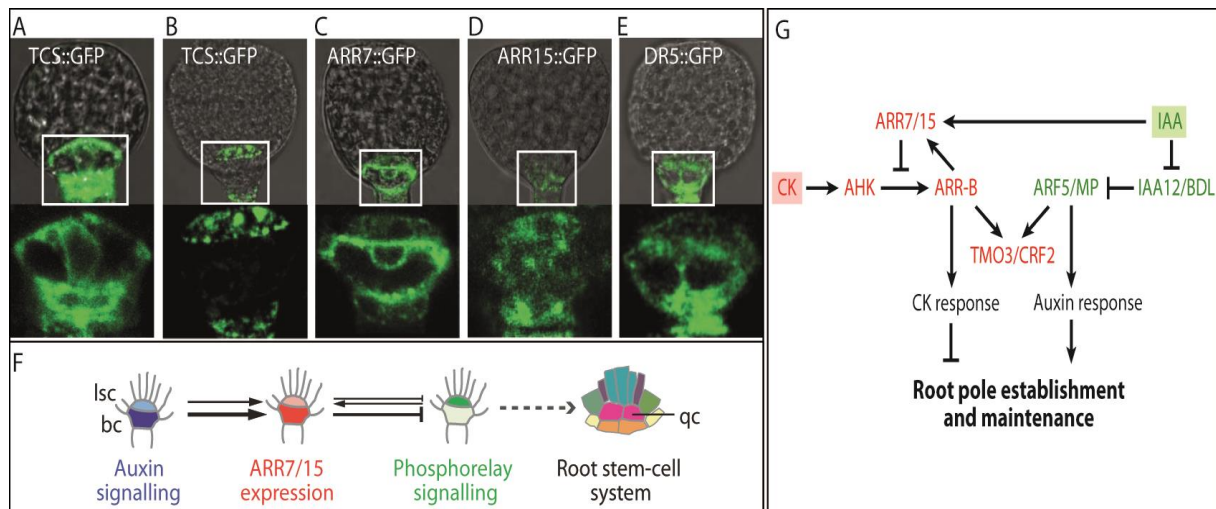 A
B
C
D
E
TCS::GFP
TCS::GFP
ARR7::GFP
ARR15::GFP
DR5::GFP
F
lsc
bc
qc
Auxin
signalling
ARR7/15
expression
Phosphorelay
signalling
Root stem-cell
system
G
ARR7/15
IAA
CK
AHK
ARR-B
ARF5/MP
IAA12/BDL
TMO3/CRF2
CK response
Auxin response
Root pole establishment
and maintenance